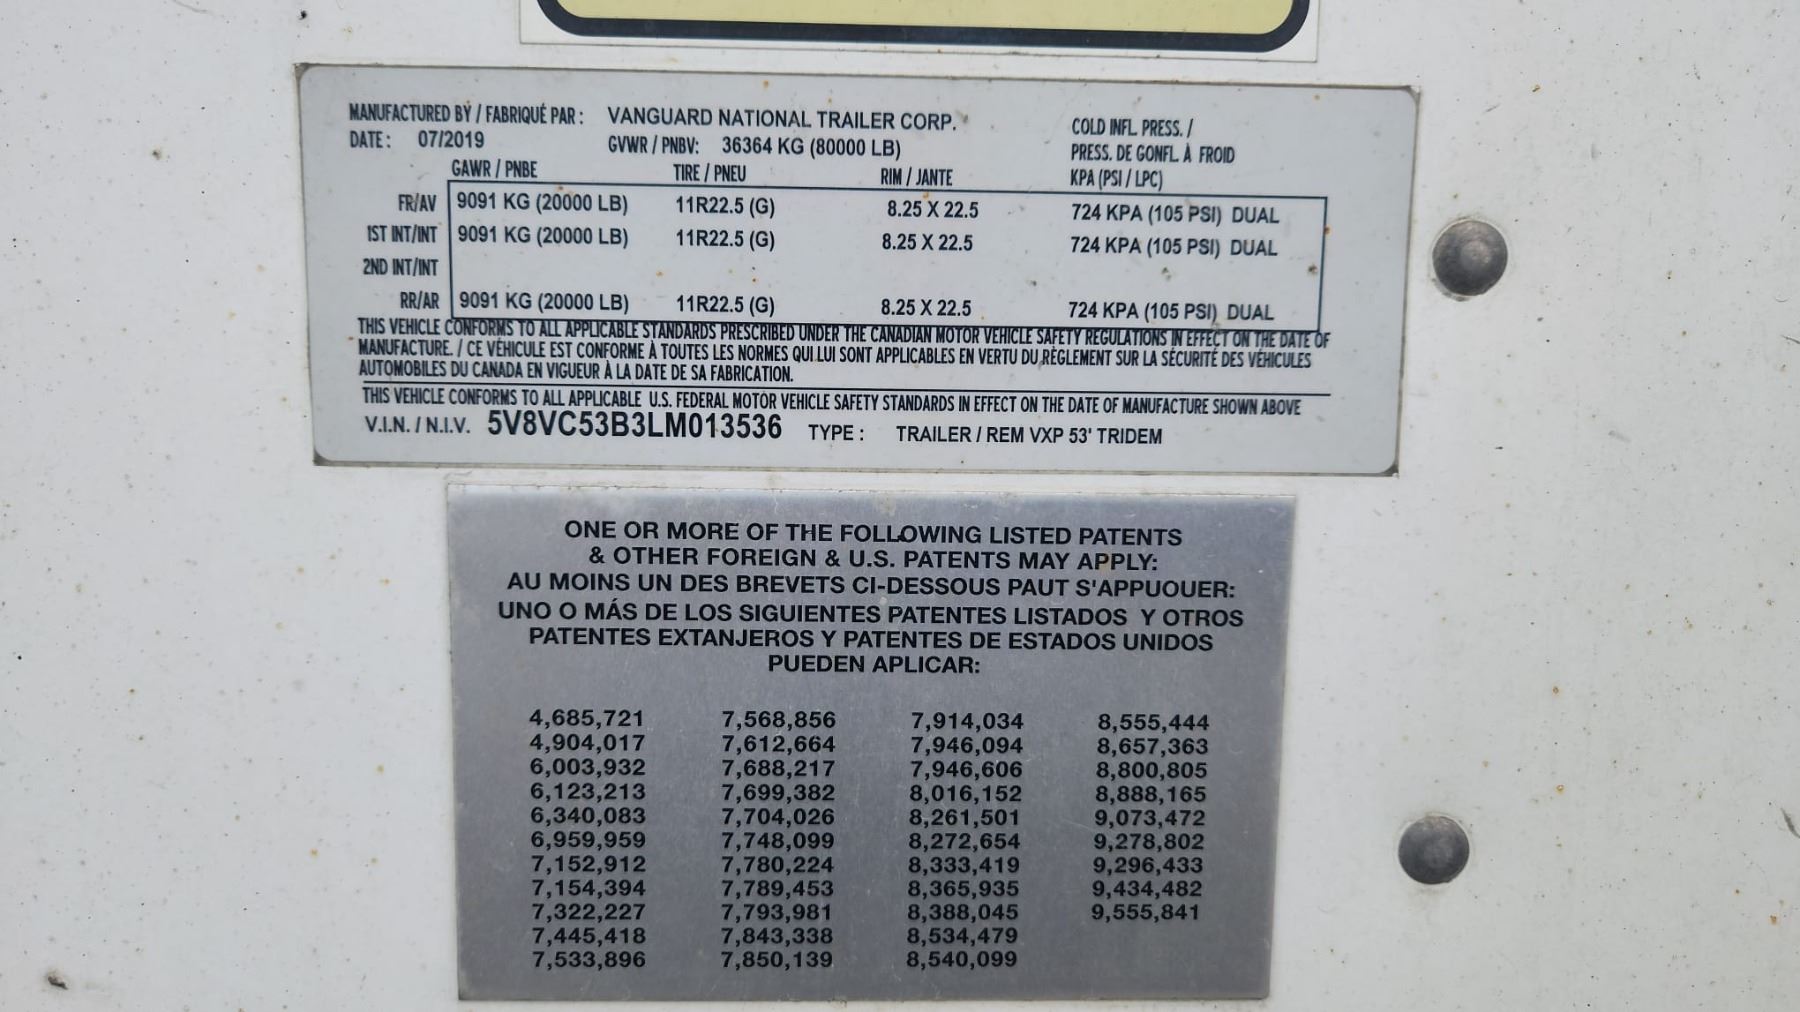 MANUFACTURED BY / FABRIQUÉ PAR : VANGUARD NATIONAL TRAILER CORP. COLD INFL. PRESS. /
DATE : 07/2019 GVWR / PNBV: 36364 KG (80000 LB) PRESS. DE GONFL. À FROID
GAWR / PNBE TIRE / PNEU RIM / JANTE KPA (PSI / LPC)
FR/AV 9091 KG (20000 LB) 11R22.5 (G) 8.25 X 22.5 724 KPA (105 PSI) DUAL
1ST INT/INT 9091 KG (20000 LB) 11R22.5 (G) 8.25 X 22.5 724 KPA (105 PSI) DUAL
2ND INT/INT
RR/AR 9091 KG (20000 LB) 11R22.5 (G) 8.25 X 22.5 724 KPA (105 PSI) DUAL
THIS VEHICLE CONFORMS TO ALL APPLICABLE STANDARDS PRESCRIBED UNDER THE CANADIAN MOTOR VEHICLE SAFETY REGULATIONS IN EFFECT ON THE DATE OF
MANUFACTURE. / CE VÉHICULE EST CONFORME À TOUTES LES NORMES QUI LUI SONT APPLICABLES EN VERTU DU RÈGLEMENT SUR LA SÉCURITÉ DES VÉHICULES
AUTOMOBILES DU CANADA EN VIGUEUR À LA DATE DE SA FABRICATION.
THIS VEHICLE CONFORMS TO ALL APPLICABLE U.S. FEDERAL MOTOR VEHICLE SAFETY STANDARDS IN EFFECT ON THE DATE OF MANUFACTURE SHOWN ABOVE
V.I.N. / N.I.V. 5V8VC53B3LM013536 TYPE : TRAILER / REM VXP 53' TRIDEM
ONE OR MORE OF THE FOLLOWING LISTED PATENTS
& OTHER FOREIGN & U.S. PATENTS MAY APPLY:
AU MOINS UN DES BREVETS CI-DESSOUS PAUT S'APPUOUER:
UNO O MÁS DE LOS SIGUIENTES PATENTES LISTADOS Y OTROS
PATENTES EXTANJEROS Y PATENTES DE ESTADOS UNIDOS
PUEDEN APLICAR:
4,685,721 7,568,856 7,914,034 8,555,444
4,904,017 7,612,664 7,946,094 8,657,363
6,003,932 7,688,217 7,946,606 8,800,805
6,123,213 7,699,382 8,016,152 8,888,165
6,340,083 7,704,026 8,261,501 9,073,472
6,959,959 7,748,099 8,272,654 9,278,802
7,152,912 7,780,224 8,333,419 9,296,433
7,154,394 7,789,453 8,365,935 9,434,482
7,322,227 7,793,981 8,388,045 9,555,841
7,445,418 7,843,338 8,534,479
7,533,896 7,850,139 8,540,099